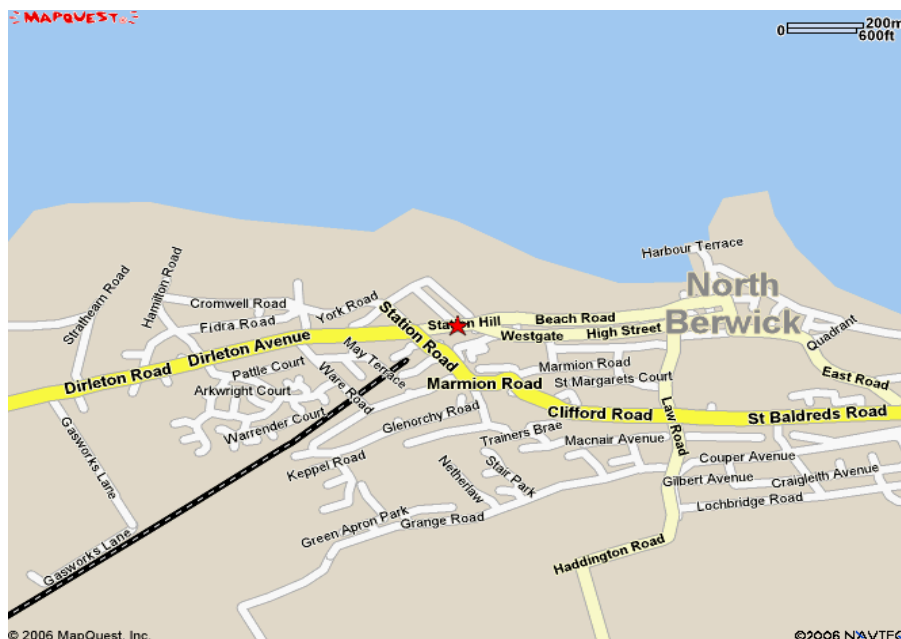 MAPQUEST
0 200m
600ft
Harbour Terrace
North
Berwick
Strathearn Road
Hamilton Road
Cromwell Road
York Road
Fidra Road
Station Road
Station Hill
Beach Road
Westgate
High Street
Quadrant
Dirleton Road
Dirleton Avenue
May Terrace
Pattle Court
Ware Road
Arkwright Court
Marmion Road
Marmion Road
St Margarets Court
East Road
Clifford Road
Law Road
St Baldreds Road
Warrender Court
Glenorchy Road
Trainers Brae
Macnair Avenue
Gasworks Lane
Keppel Road
Netherlaw
Stair Park
Couper Avenue
Gilbert Avenue
Craigleith Avenue
Lochbridge Road
Green Apron Park
Grange Road
Gasworks Lane
Haddington Road
© 2006 MapQuest, Inc.
©2006 NAVTEQ